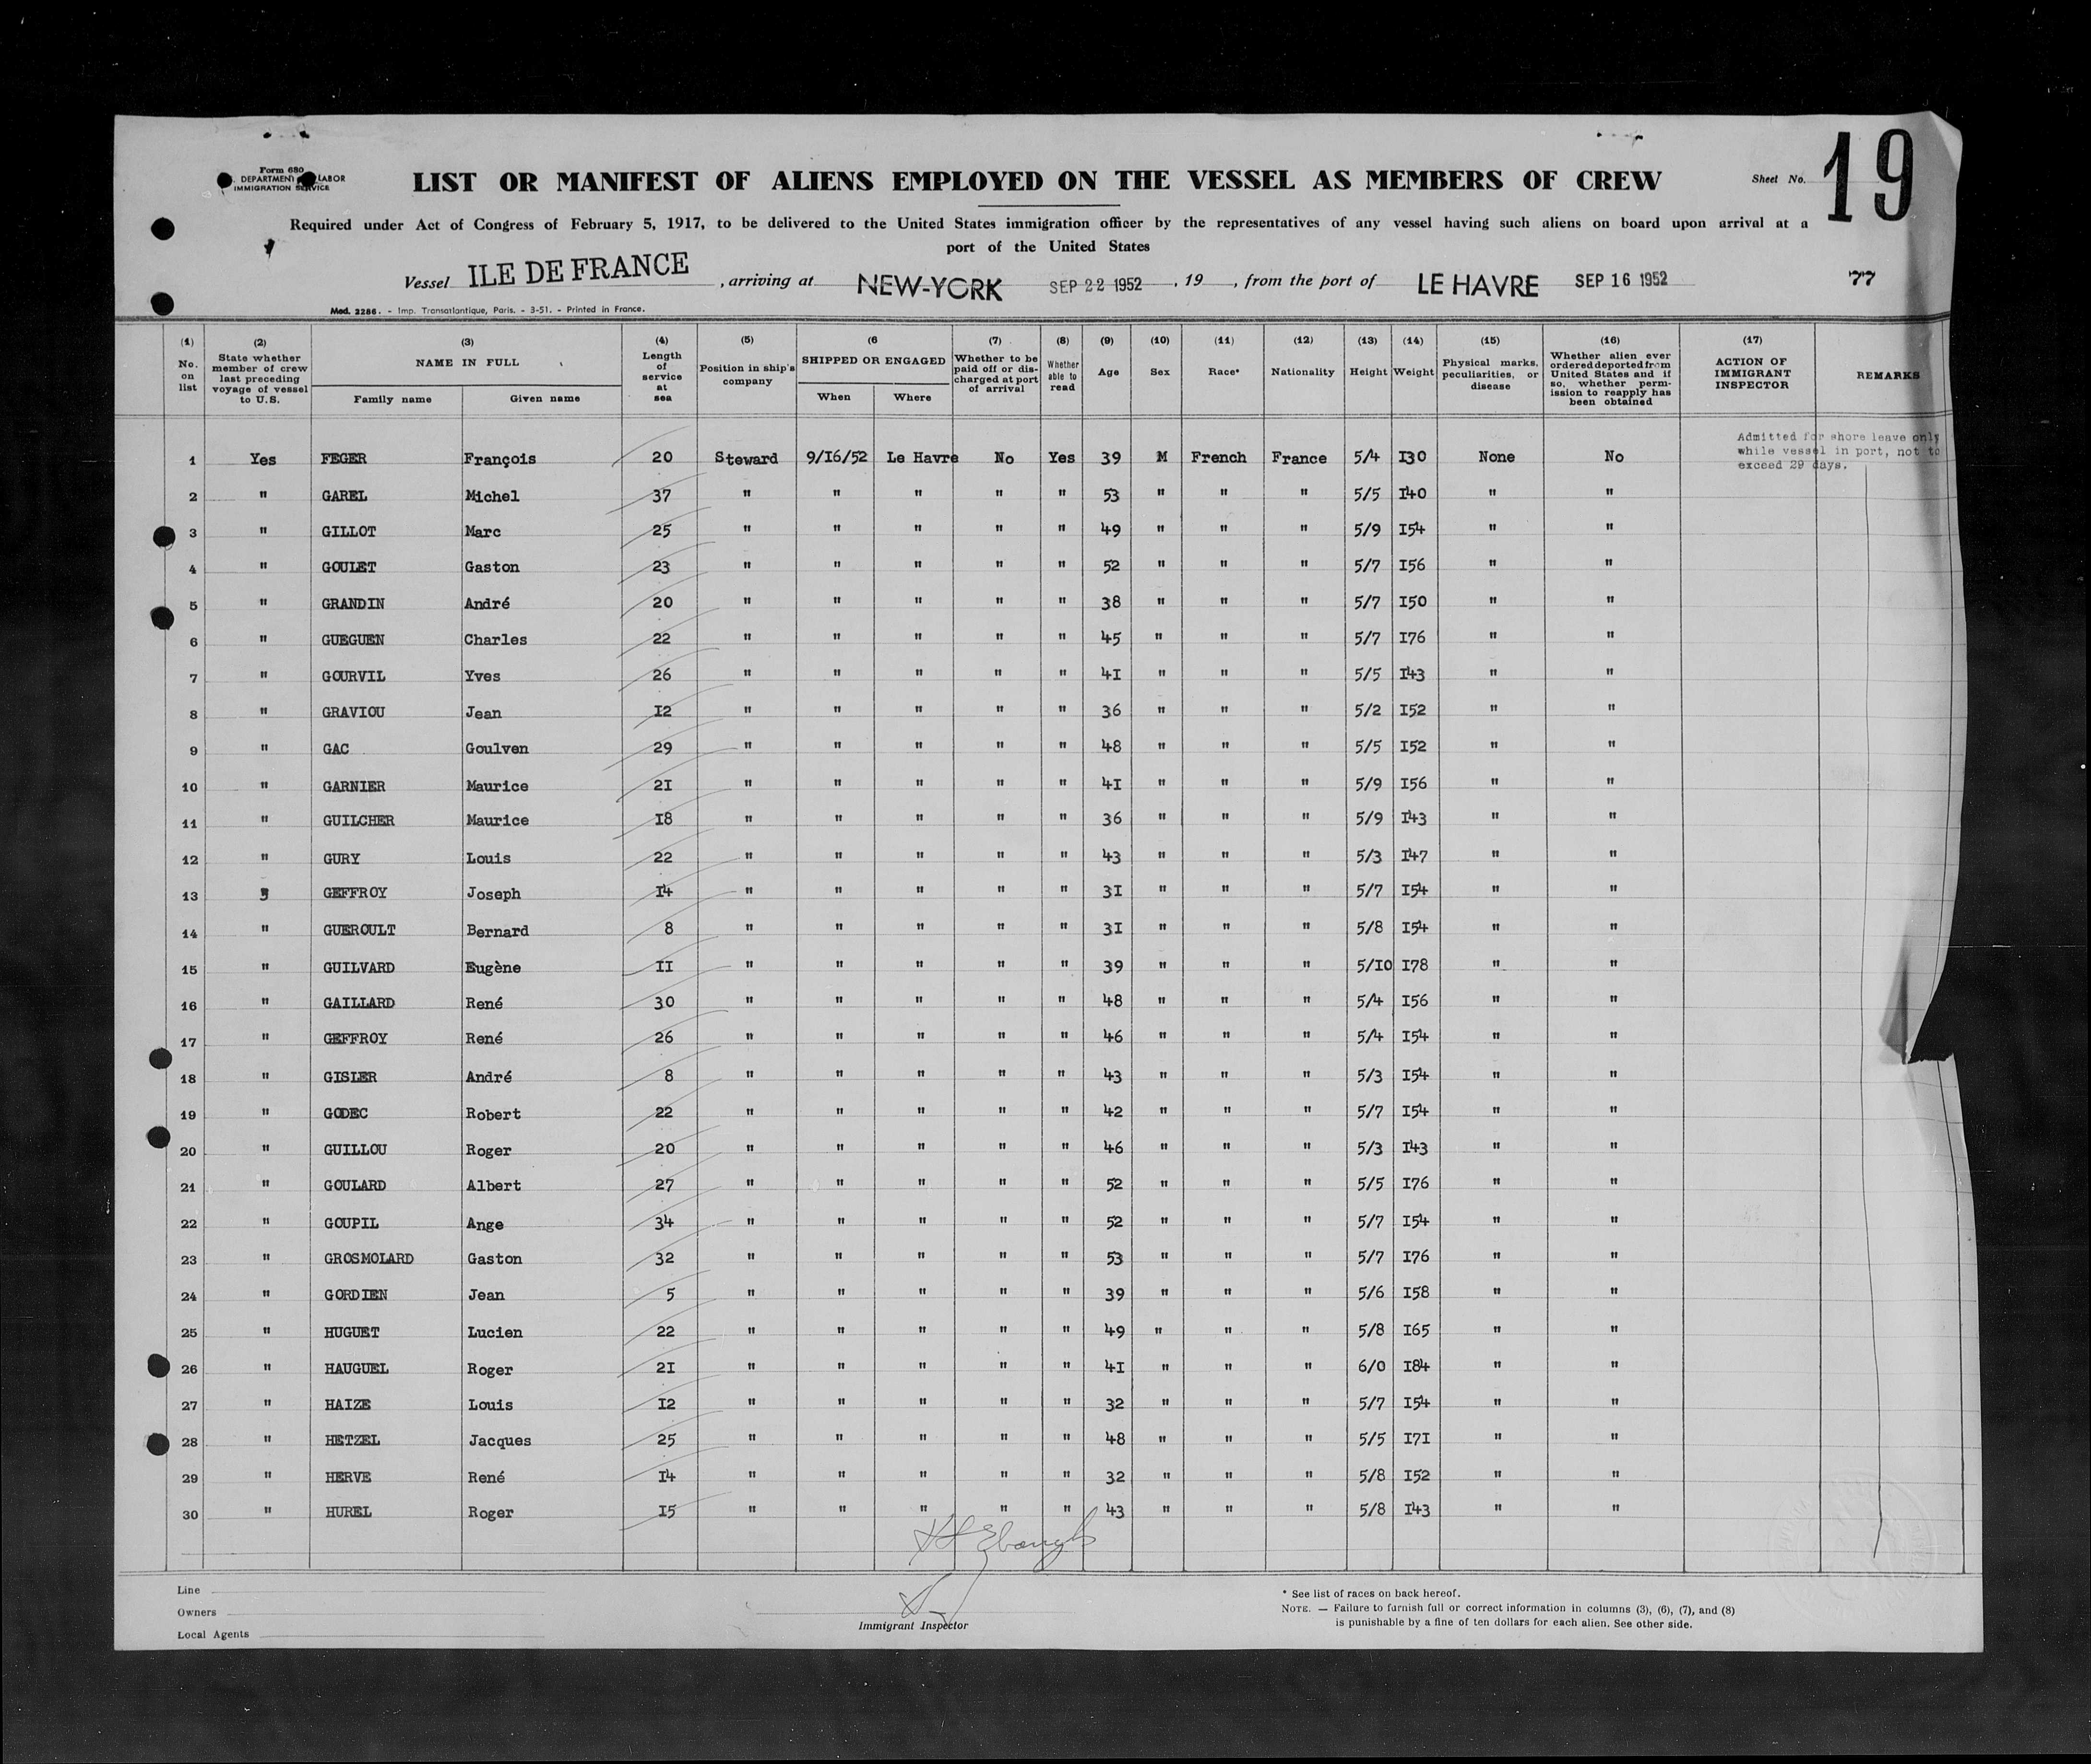 Form 680
DEPARTMENT LABOR
IMMIGRATION SERVICE
LIST OR MANIFEST OF ALIENS EMPLOYED ON THE VESSEL AS MEMBERS OF CREW
Sheet No. 19
Required under Act of Congress of February 5, 1917, to be delivered to the United States immigration officer by the representatives of any vessel having such aliens on board upon arrival at a
port of the United States
Vessel ILE DE FRANCE , arriving at NEW-YORK SEP 22 1952 , 19 , from the port of LE HAVRE SEP 16 1952 77
Mod. 2286. - Imp. Transatlantique, Paris. - 3-51. - Printed in France.
(1) No. on list
(2) State whether member of crew last preceding voyage of vessel to U.S.
(3) NAME IN FULL Family name Given name
(4) Length of service at sea
(5) Position in ship's company
(6 SHIPPED OR ENGAGED When Where
(7) Whether to be paid off or discharged at port of arrival
(8) Whether able to read
(9) Age
(10) Sex
(11) Race*
(12) Nationality
(13) Height
(14) Weight
(15) Physical marks, peculiarities, or disease
(16) Whether alien ever ordered deported from United States and if so, whether permission to reapply has been obtained
(17) ACTION OF IMMIGRANT INSPECTOR
REMARKS
Admitted for shore leave only
while vessel in port, not to
exceed 29 days.
1 Yes FEGER François 20 Steward 9/16/52 Le Havre No Yes 39 M French France 5/4 130 None No
2 " GAREL Michel 37 " " " " " 53 " " " 5/5 140 " "
3 " GILLOT Marc 25 " " " " " 49 " " " 5/9 154 " "
4 " GOULET Gaston 23 " " " " " 52 " " " 5/7 156 " "
5 " GRANDIN André 20 " " " " " 38 " " " 5/7 150 " "
6 " GUEGUEN Charles 22 " " " " " 45 " " " 5/7 176 " "
7 " GOURVIL Yves 26 " " " " " 41 " " " 5/5 143 " "
8 " GRAVIOU Jean 12 " " " " " 36 " " " 5/2 152 " "
9 " GAC Goulven 29 " " " " " 48 " " " 5/5 152 " "
10 " GARNIER Maurice 21 " " " " " 41 " " " 5/9 156 " "
11 " GUILCHER Maurice 18 " " " " " 36 " " " 5/9 143 " "
12 " GURY Louis 22 " " " " " 43 " " " 5/3 147 " "
13 " GEFFROY Joseph 14 " " " " " 31 " " " 5/7 154 " "
14 " GUEROULT Bernard 8 " " " " " 31 " " " 5/8 154 " "
15 " GUILVARD Eugène 11 " " " " " 39 " " " 5/10 178 " "
16 " GAILLARD René 30 " " " " " 48 " " " 5/4 156 " "
17 " GEFFROY René 26 " " " " " 46 " " " 5/4 154 " "
18 " GISLER André 8 " " " " " 43 " " " 5/3 154 " "
19 " GODEC Robert 22 " " " " " 42 " " " 5/7 154 " "
20 " GUILLOU Roger 20 " " " " " 46 " " " 5/3 143 " "
21 " GOULARD Albert 27 " " " " " 52 " " " 5/5 176 " "
22 " GOUPIL Ange 34 " " " " " 52 " " " 5/7 154 " "
23 " GROSMOLARD Gaston 32 " " " " " 53 " " " 5/7 176 " "
24 " GORDIEN Jean 5 " " " " " 39 " " " 5/6 158 " "
25 " HUGUET Lucien 22 " " " " " 49 " " " 5/8 165 " "
26 " HAUGUEL Roger 21 " " " " " 41 " " " 6/0 184 " "
27 " HAIZE Louis 12 " " " " " 32 " " " 5/7 154 " "
28 " HETZEL Jacques 25 " " " " " 48 " " " 5/5 171 " "
29 " HERVE René 14 " " " " " 32 " " " 5/8 152 " "
30 " HUREL Roger 15 " " " " " 43 " " " 5/8 143 " "
Line
Owners
Local Agents
Immigrant Inspector
* See list of races on back hereof.
NOTE. — Failure to furnish full or correct information in columns (3), (6), (7), and (8)
is punishable by a fine of ten dollars for each alien. See other side.